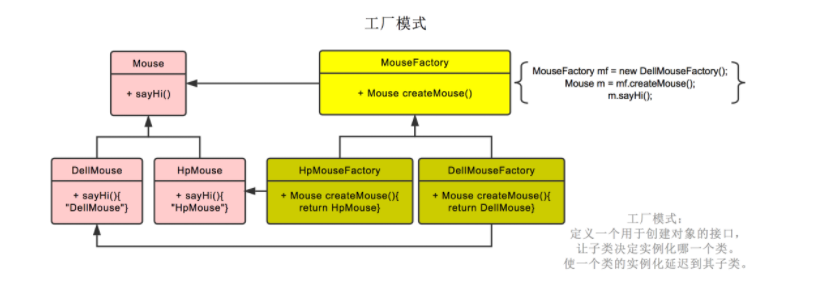 工厂模式
Mouse
+ sayHi()
MouseFactory
+ Mouse createMouse()
MouseFactory mf = new DellMouseFactory();
Mouse m = mf.createMouse();
m.sayHi();
DellMouse
+ sayHi(){
"DellMouse"}
HpMouse
+ sayHi(){
"HpMouse"}
HpMouseFactory
+ Mouse createMouse(){
return HpMouse}
DellMouseFactory
+ Mouse createMouse(){
return DellMouse}
工厂模式：
定义一个用于创建对象的接口，
让子类决定实例化哪一个类。
使一个类的实例化延迟到其子类。